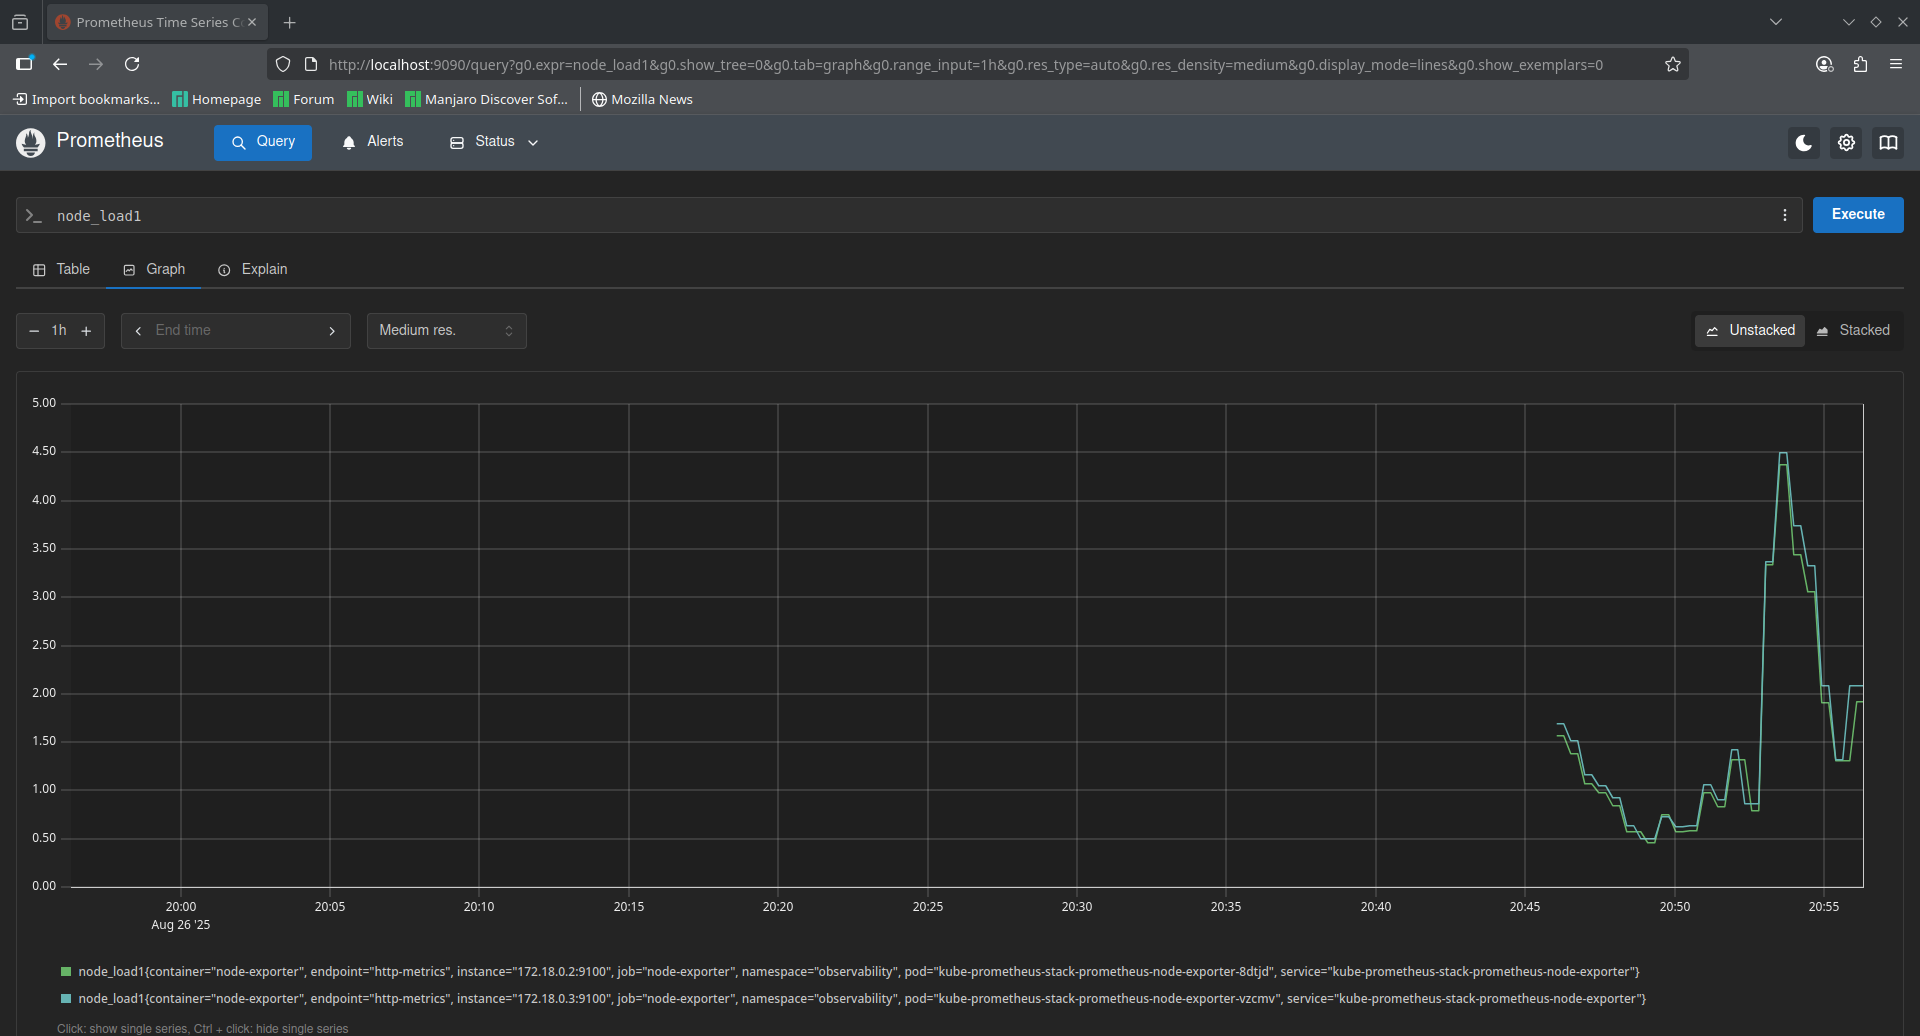 Prometheus Time Series C
http://localhost:9090/query?g0.expr=node_load1&g0.show_tree=0&g0.tab=graph&g0.range_input=1h&g0.res_type=auto&g0.res_density=medium&g0.display_mode=lines&g0.show_exemplars=0
Import bookmarks... Homepage Forum Wiki Manjaro Discover Sof... Mozilla News
Prometheus Query Alerts Status
node_load1 Execute
Table Graph Explain
1h End time Medium res. Unstacked Stacked
5.00
4.50
4.00
3.50
3.00
2.50
2.00
1.50
1.00
0.50
0.00
20:00 20:05 20:10 20:15 20:20 20:25 20:30 20:35 20:40 20:45 20:50 20:55
Aug 26 '25
node_load1{container="node-exporter", endpoint="http-metrics", instance="172.18.0.2:9100", job="node-exporter", namespace="observability", pod="kube-prometheus-stack-prometheus-node-exporter-8dtjd", service="kube-prometheus-stack-prometheus-node-exporter"}
node_load1{container="node-exporter", endpoint="http-metrics", instance="172.18.0.3:9100", job="node-exporter", namespace="observability", pod="kube-prometheus-stack-prometheus-node-exporter-vzcmv", service="kube-prometheus-stack-prometheus-node-exporter"}
Click: show single series, Ctrl + click: hide single series